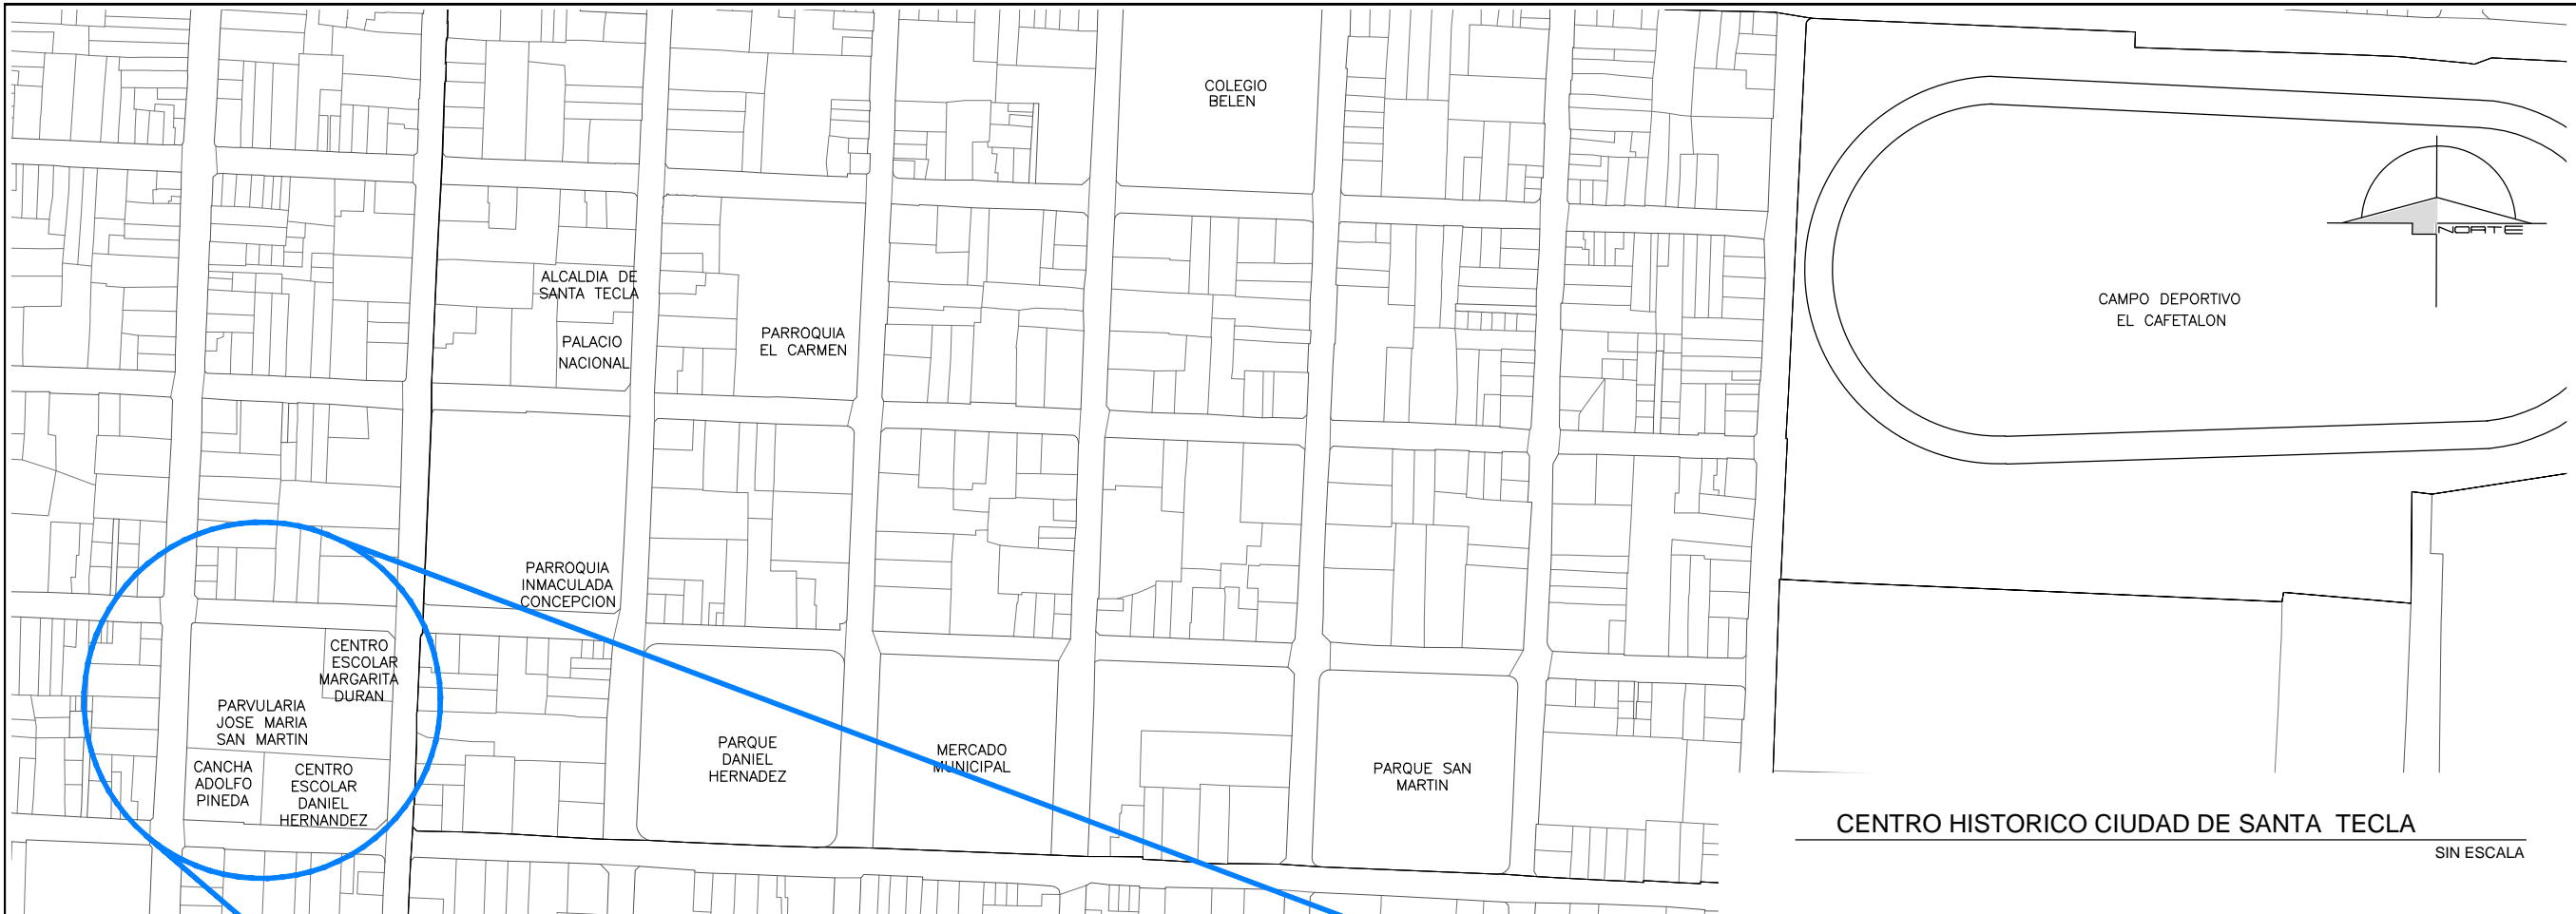 COLEGIO
BELEN
NORTE
ALCALDIA DE
SANTA TECLA
PALACIO
NACIONAL
PARROQUIA
EL CARMEN
CAMPO DEPORTIVO
EL CAFETALON
PARROQUIA
INMACULADA
CONCEPCION
CENTRO
ESCOLAR
MARGARITA
DURAN
PARVULARIA
JOSE MARIA
SAN MARTIN
CANCHA
ADOLFO
PINEDA
CENTRO
ESCOLAR
DANIEL
HERNANDEZ
PARQUE
DANIEL
HERNADEZ
MERCADO
MUNICIPAL
PARQUE SAN
MARTIN
CENTRO HISTORICO CIUDAD DE SANTA TECLA
SIN ESCALA